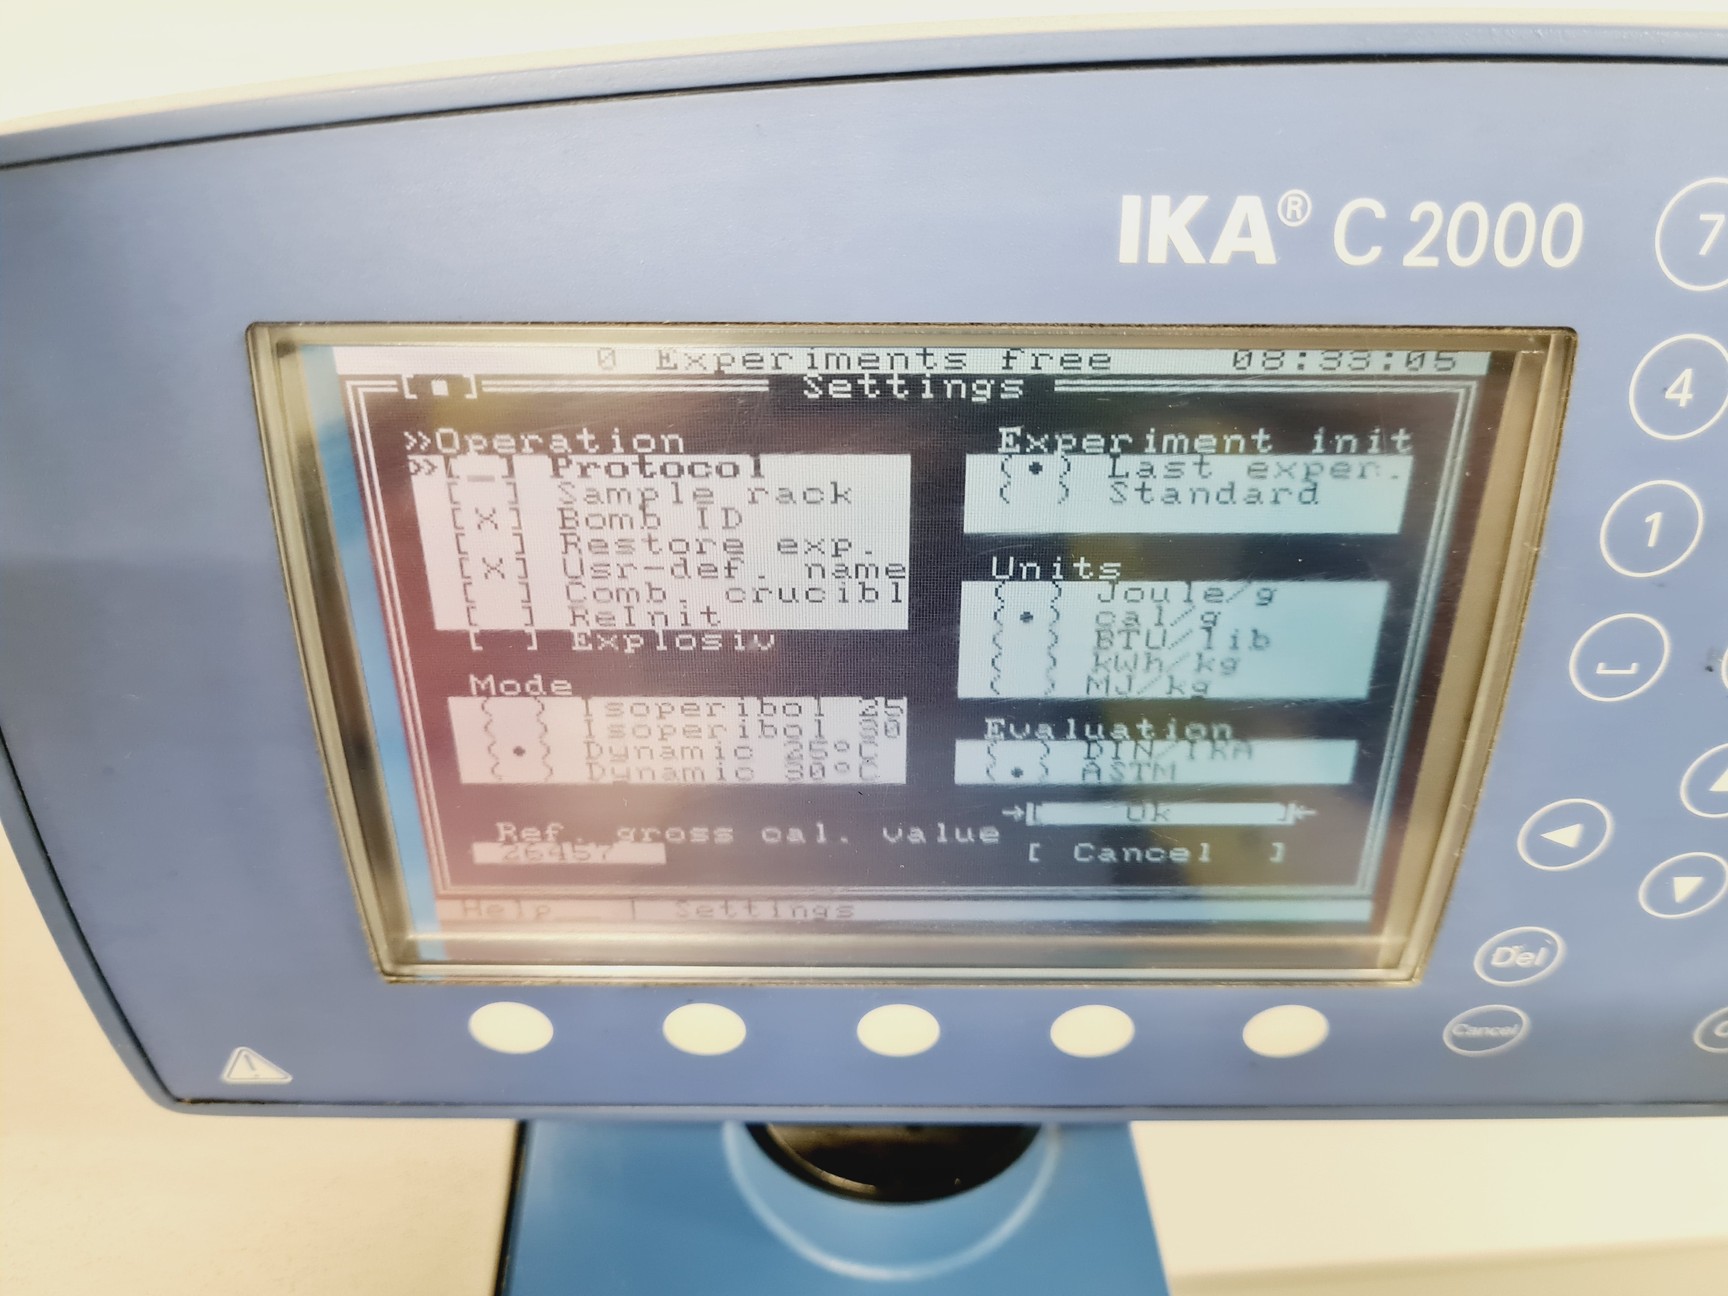 IKA® C 2000
0 Experiments free 08:33:05
Settings
»Operation
»[_] Protocol
[ ] Sample rack
[X] Bomb ID
[ ] Restore exp.
[X] Usr-def. name
[ ] Comb. crucibl
[ ] ReInit
[ ] Explosiv
Mode
( ) Isoperibol 25
( ) Isoperibol 30
(•) Dynamic 25°C
( ) Dynamic 30°C
Ref. gross cal. value
26457
Experiment init
(•) Last exper.
( ) Standard
Units
( ) Joule/g
(•) cal/g
( ) BTU/lib
( ) kWh/kg
( ) MJ/kg
Evaluation
( ) DIN/IKA
(•) ASTM
→[ Ok ]←
[ Cancel ]
Help | Settings
7
4
1
Del
Cancel